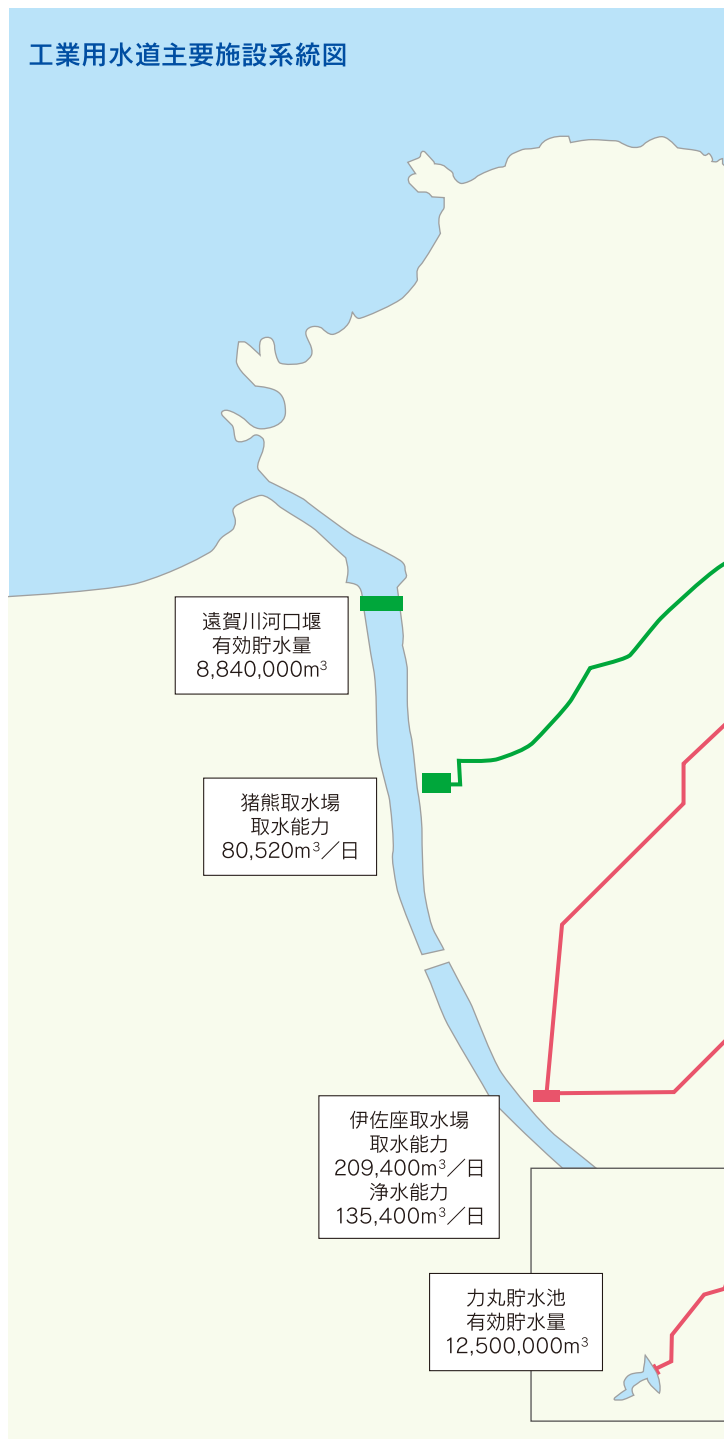 工業用水道主要施設系統図
遠賀川河口堰
有効貯水量
8,840,000m³
猪熊取水場
取水能力
80,520m³／日
伊佐座取水場
取水能力
209,400m³／日
浄水能力
135,400m³／日
力丸貯水池
有効貯水量
12,500,000m³